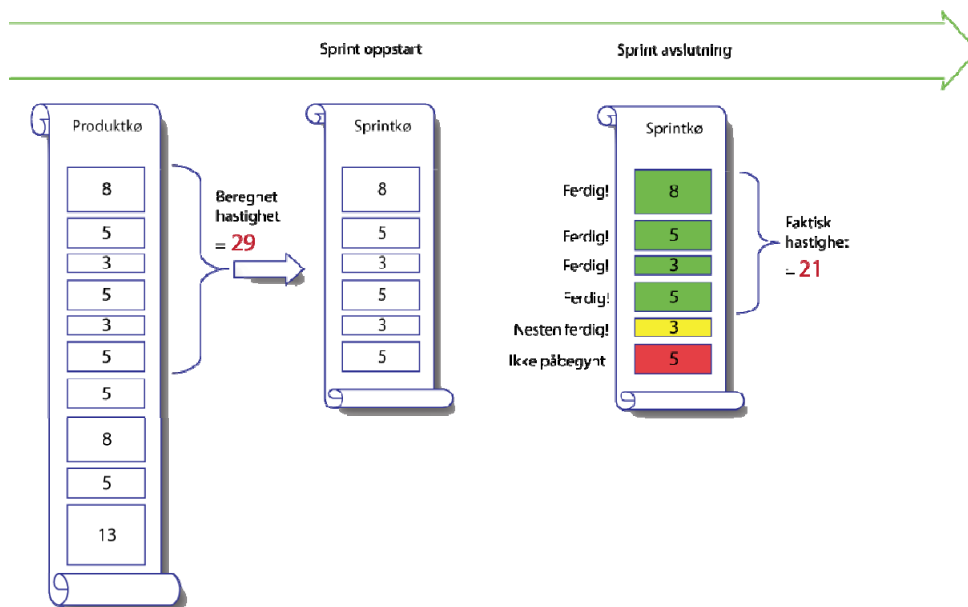 Sprint oppstart
Sprint avslutning
Produktkø
8
5
3
5
3
5
5
8
5
13
Beregnet
hastighet
= 29
Sprintkø
8
5
3
5
3
5
Sprintkø
Ferdig! 8
Ferdig! 5
Ferdig! 3
Ferdig! 5
Nesten ferdig! 3
Ikke påbegynt 5
Faktisk
hastighet
= 21